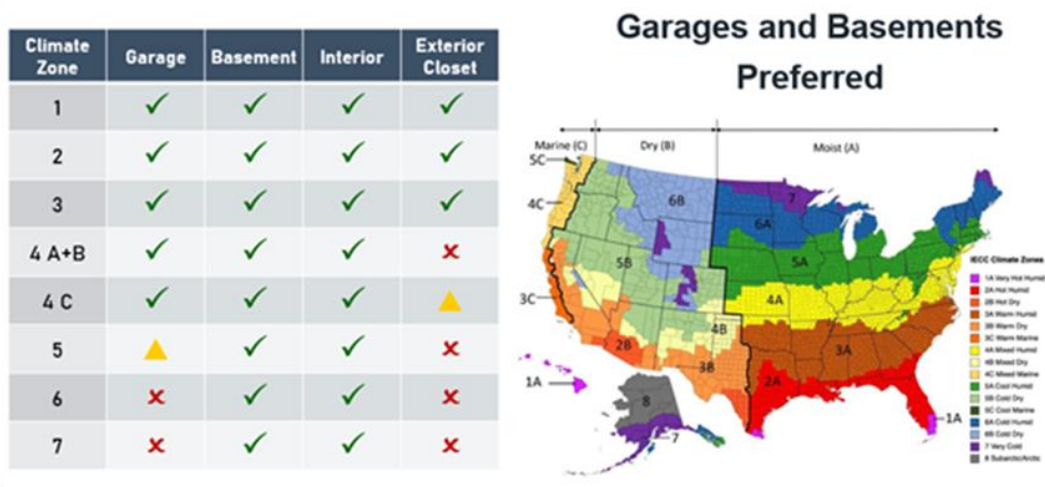 Climate Zone Garage Basement Interior Exterior Closet
1
2
3
4 A+B
4 C
5
6
7
Garages and Basements
Preferred
Marine (C) Dry (B) Moist (A)
5C
4C
3C
1A
6B
5B
4B
2B
3B
7
6A
5A
4A
3A
2A
1A
8
7
IECC Climate Zones
1A Very Hot Humid
2A Hot Humid
2B Hot Dry
3A Warm Humid
3B Warm Dry
3C Warm Marine
4A Mixed Humid
4B Mixed Dry
4C Mixed Marine
5A Cool Humid
5B Cold Dry
5C Cool Marine
6A Cold Humid
6B Cold Dry
7 Very Cold
8 Subarctic/Arctic